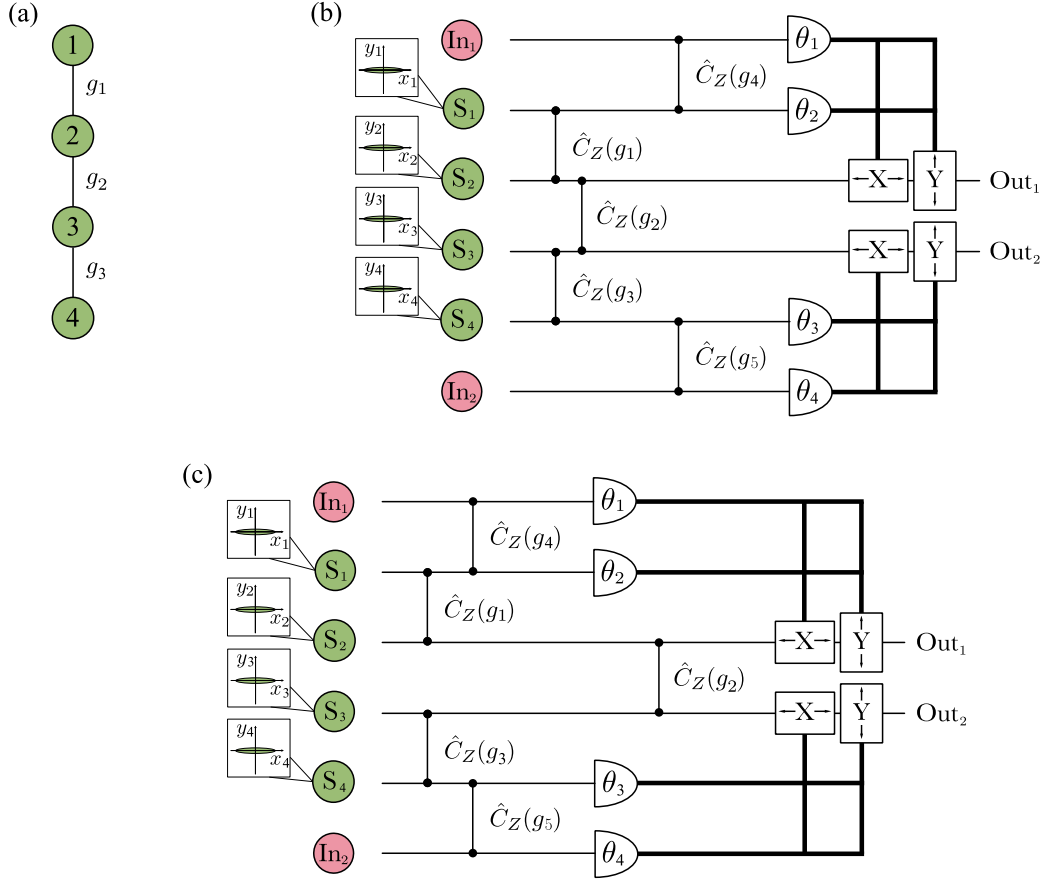 (a)
1
g₁
2
g₂
3
g₃
4
(b)
In₁
y₁
x₁
S₁
y₂
x₂
S₂
y₃
x₃
S₃
y₄
x₄
S₄
In₂
Ĉ_Z(g₄)
Ĉ_Z(g₁)
Ĉ_Z(g₂)
Ĉ_Z(g₃)
Ĉ_Z(g₅)
θ₁
θ₂
θ₃
θ₄
X Y Out₁
X Y Out₂
(c)
In₁
y₁
x₁
S₁
y₂
x₂
S₂
y₃
x₃
S₃
y₄
x₄
S₄
In₂
Ĉ_Z(g₄)
Ĉ_Z(g₁)
Ĉ_Z(g₂)
Ĉ_Z(g₃)
Ĉ_Z(g₅)
θ₁
θ₂
θ₃
θ₄
X Y Out₁
X Y Out₂